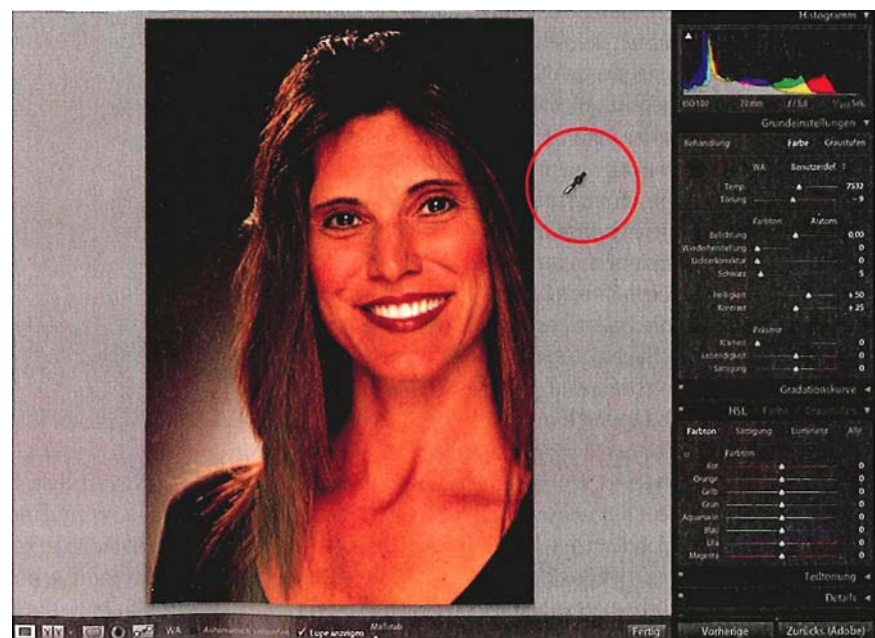 Histogramm
ISO 100 70 mm f / 5,6
Grundeinstellungen
Behandlung: Farbe Graustufen
WA: Benutzerdef.
Temp. 7532
Tönung − 9
Farbton Autom.
Belichtung 0,00
Wiederherstellung 0
Lichterkorrektur 0
Schwarz 5
Helligkeit + 50
Kontrast + 25
Präsenz
Klarheit 0
Lebendigkeit 0
Sättigung 0
Gradationskurve
HSL / Farbe / Graustufen
Farbton Sättigung Luminanz Alle
Farbton
Rot 0
Orange 0
Gelb 0
Grün 0
Aquamarin 0
Blau 0
Lila 0
Magenta 0
Teiltonung
Details
WA Automatisch verwerfen Lupe anzeigen Maßstab Fertig
Vorherige Zurücks. (Adobe)